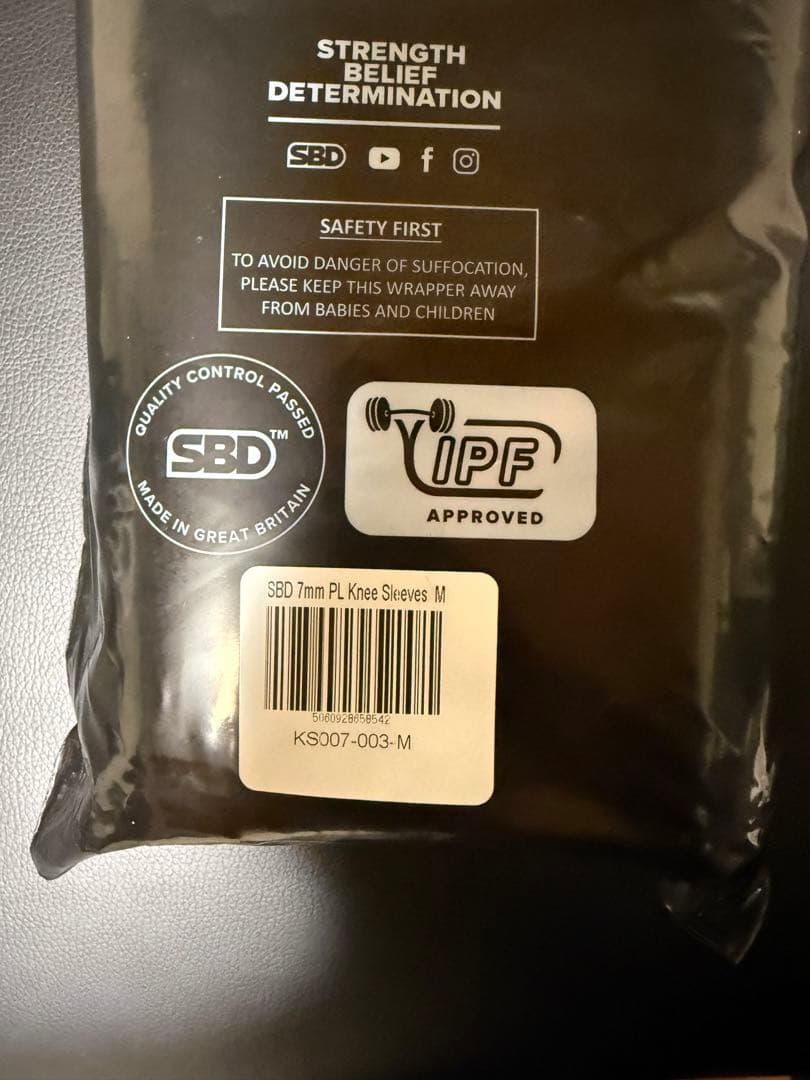 STRENGTH
BELIEF
DETERMINATION
SBD
SAFETY FIRST
TO AVOID DANGER OF SUFFOCATION,
PLEASE KEEP THIS WRAPPER AWAY
FROM BABIES AND CHILDREN
QUALITY CONTROL PASSED
SBD™
MADE IN GREAT BRITAIN
IPF
APPROVED
SBD 7mm PL Knee Sleeves M
5060928658542
KS007-003-M